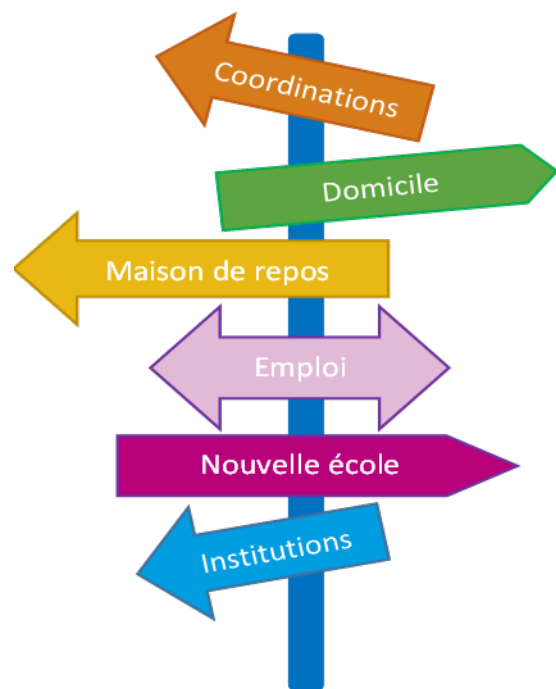 Coordinations
Domicile
Maison de repos
Emploi
Nouvelle école
Institutions